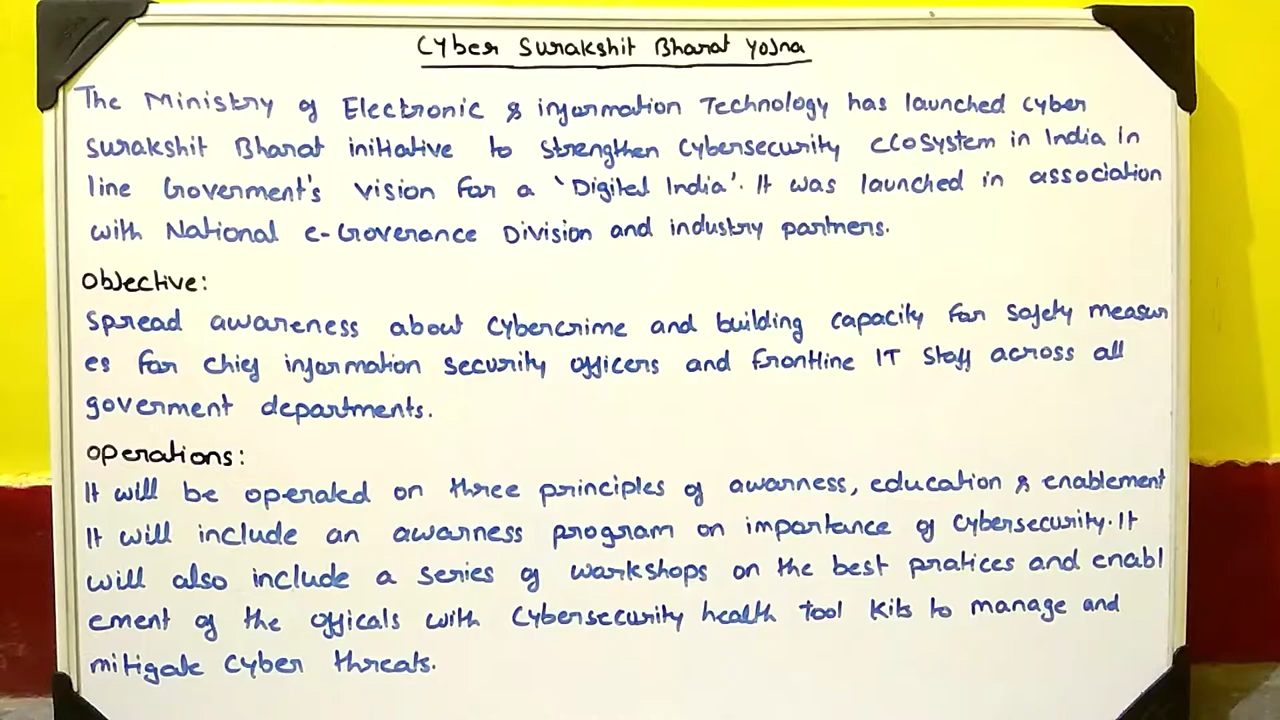 Cyber Surakshit Bharat Yojna
The Ministry of Electronic & information Technology has launched cyber
Surakshit Bharat initiative to Strengthen Cybersecurity ecosystem in India in
line Goverment's vision for a 'Digital India'. It was launched in association
with National e-Goverance Division and industry partners.
Objective:
Spread awareness about Cybercrime and building capacity for Safety measur
es for chief information security officers and frontline IT Staff across all
goverment departments.
Operations:
It will be operated on three principles of awarness, education & enablement
It will include an awarness program on importance of Cybersecurity. It
will also include a series of workshops on the best pratices and enabl
ement of the officals with Cybersecurity health tool kits to manage and
mitigate Cyber threats.